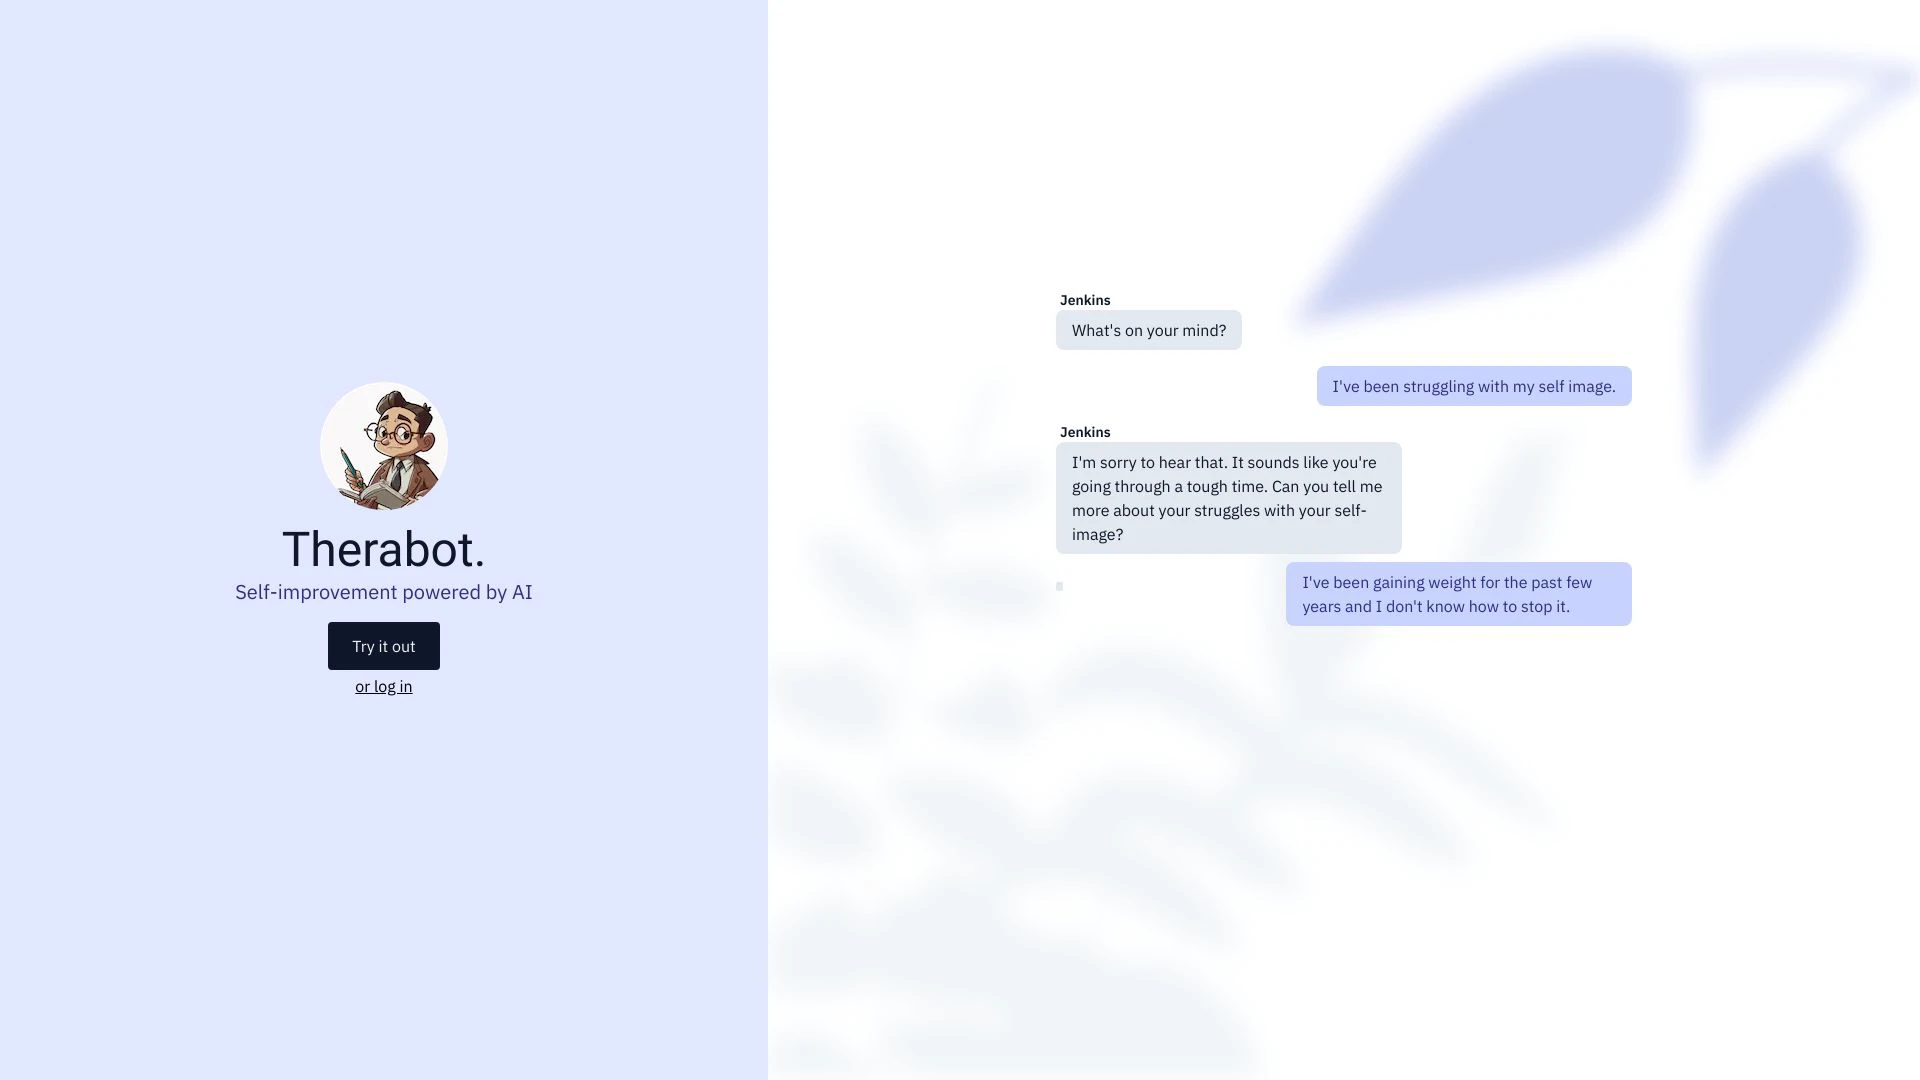 Therabot.
Self-improvement powered by AI
Try it out
or log in
Jenkins
What's on your mind?
I've been struggling with my self image.
Jenkins
I'm sorry to hear that. It sounds like you're
going through a tough time. Can you tell me
more about your struggles with your self-
image?
I've been gaining weight for the past few
years and I don't know how to stop it.